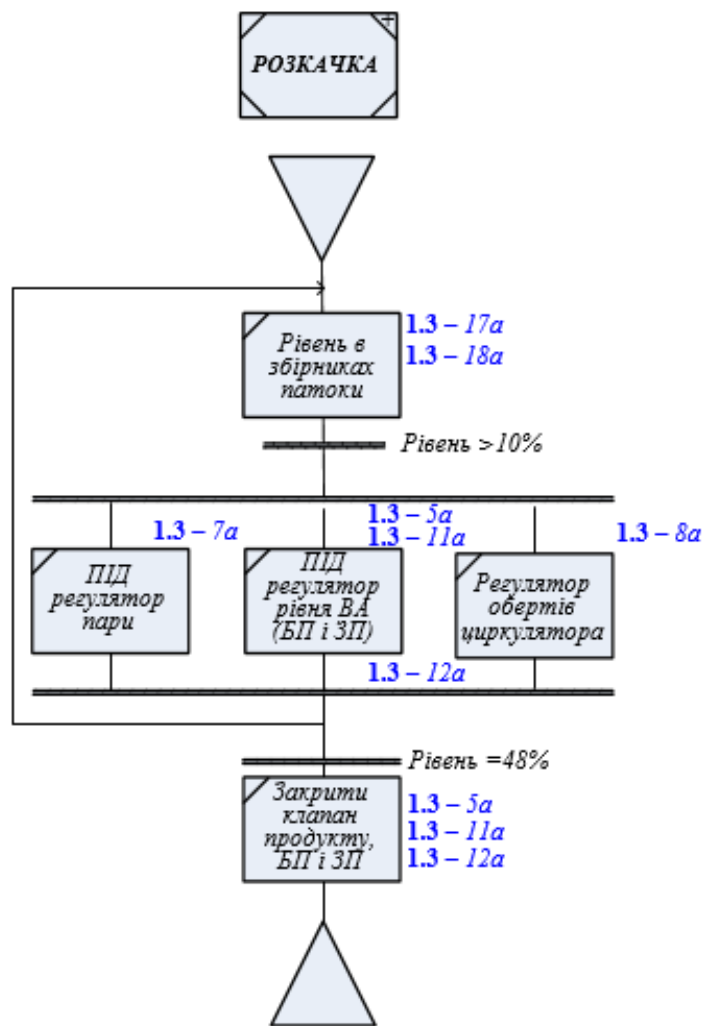 РОЗКАЧКА
+
Рівень в
збірниках
патоки
1.3 – 17а
1.3 – 18а
Рівень >10%
1.3 – 7а
1.3 – 5а
1.3 – 11а
1.3 – 8а
ПІД
регулятор
пари
ПІД
регулятор
рівня ВА
(БП і ЗП)
Регулятор
обертів
циркулятора
1.3 – 12а
Рівень =48%
Закрити
клапан
продукту,
БП і ЗП
1.3 – 5а
1.3 – 11а
1.3 – 12а